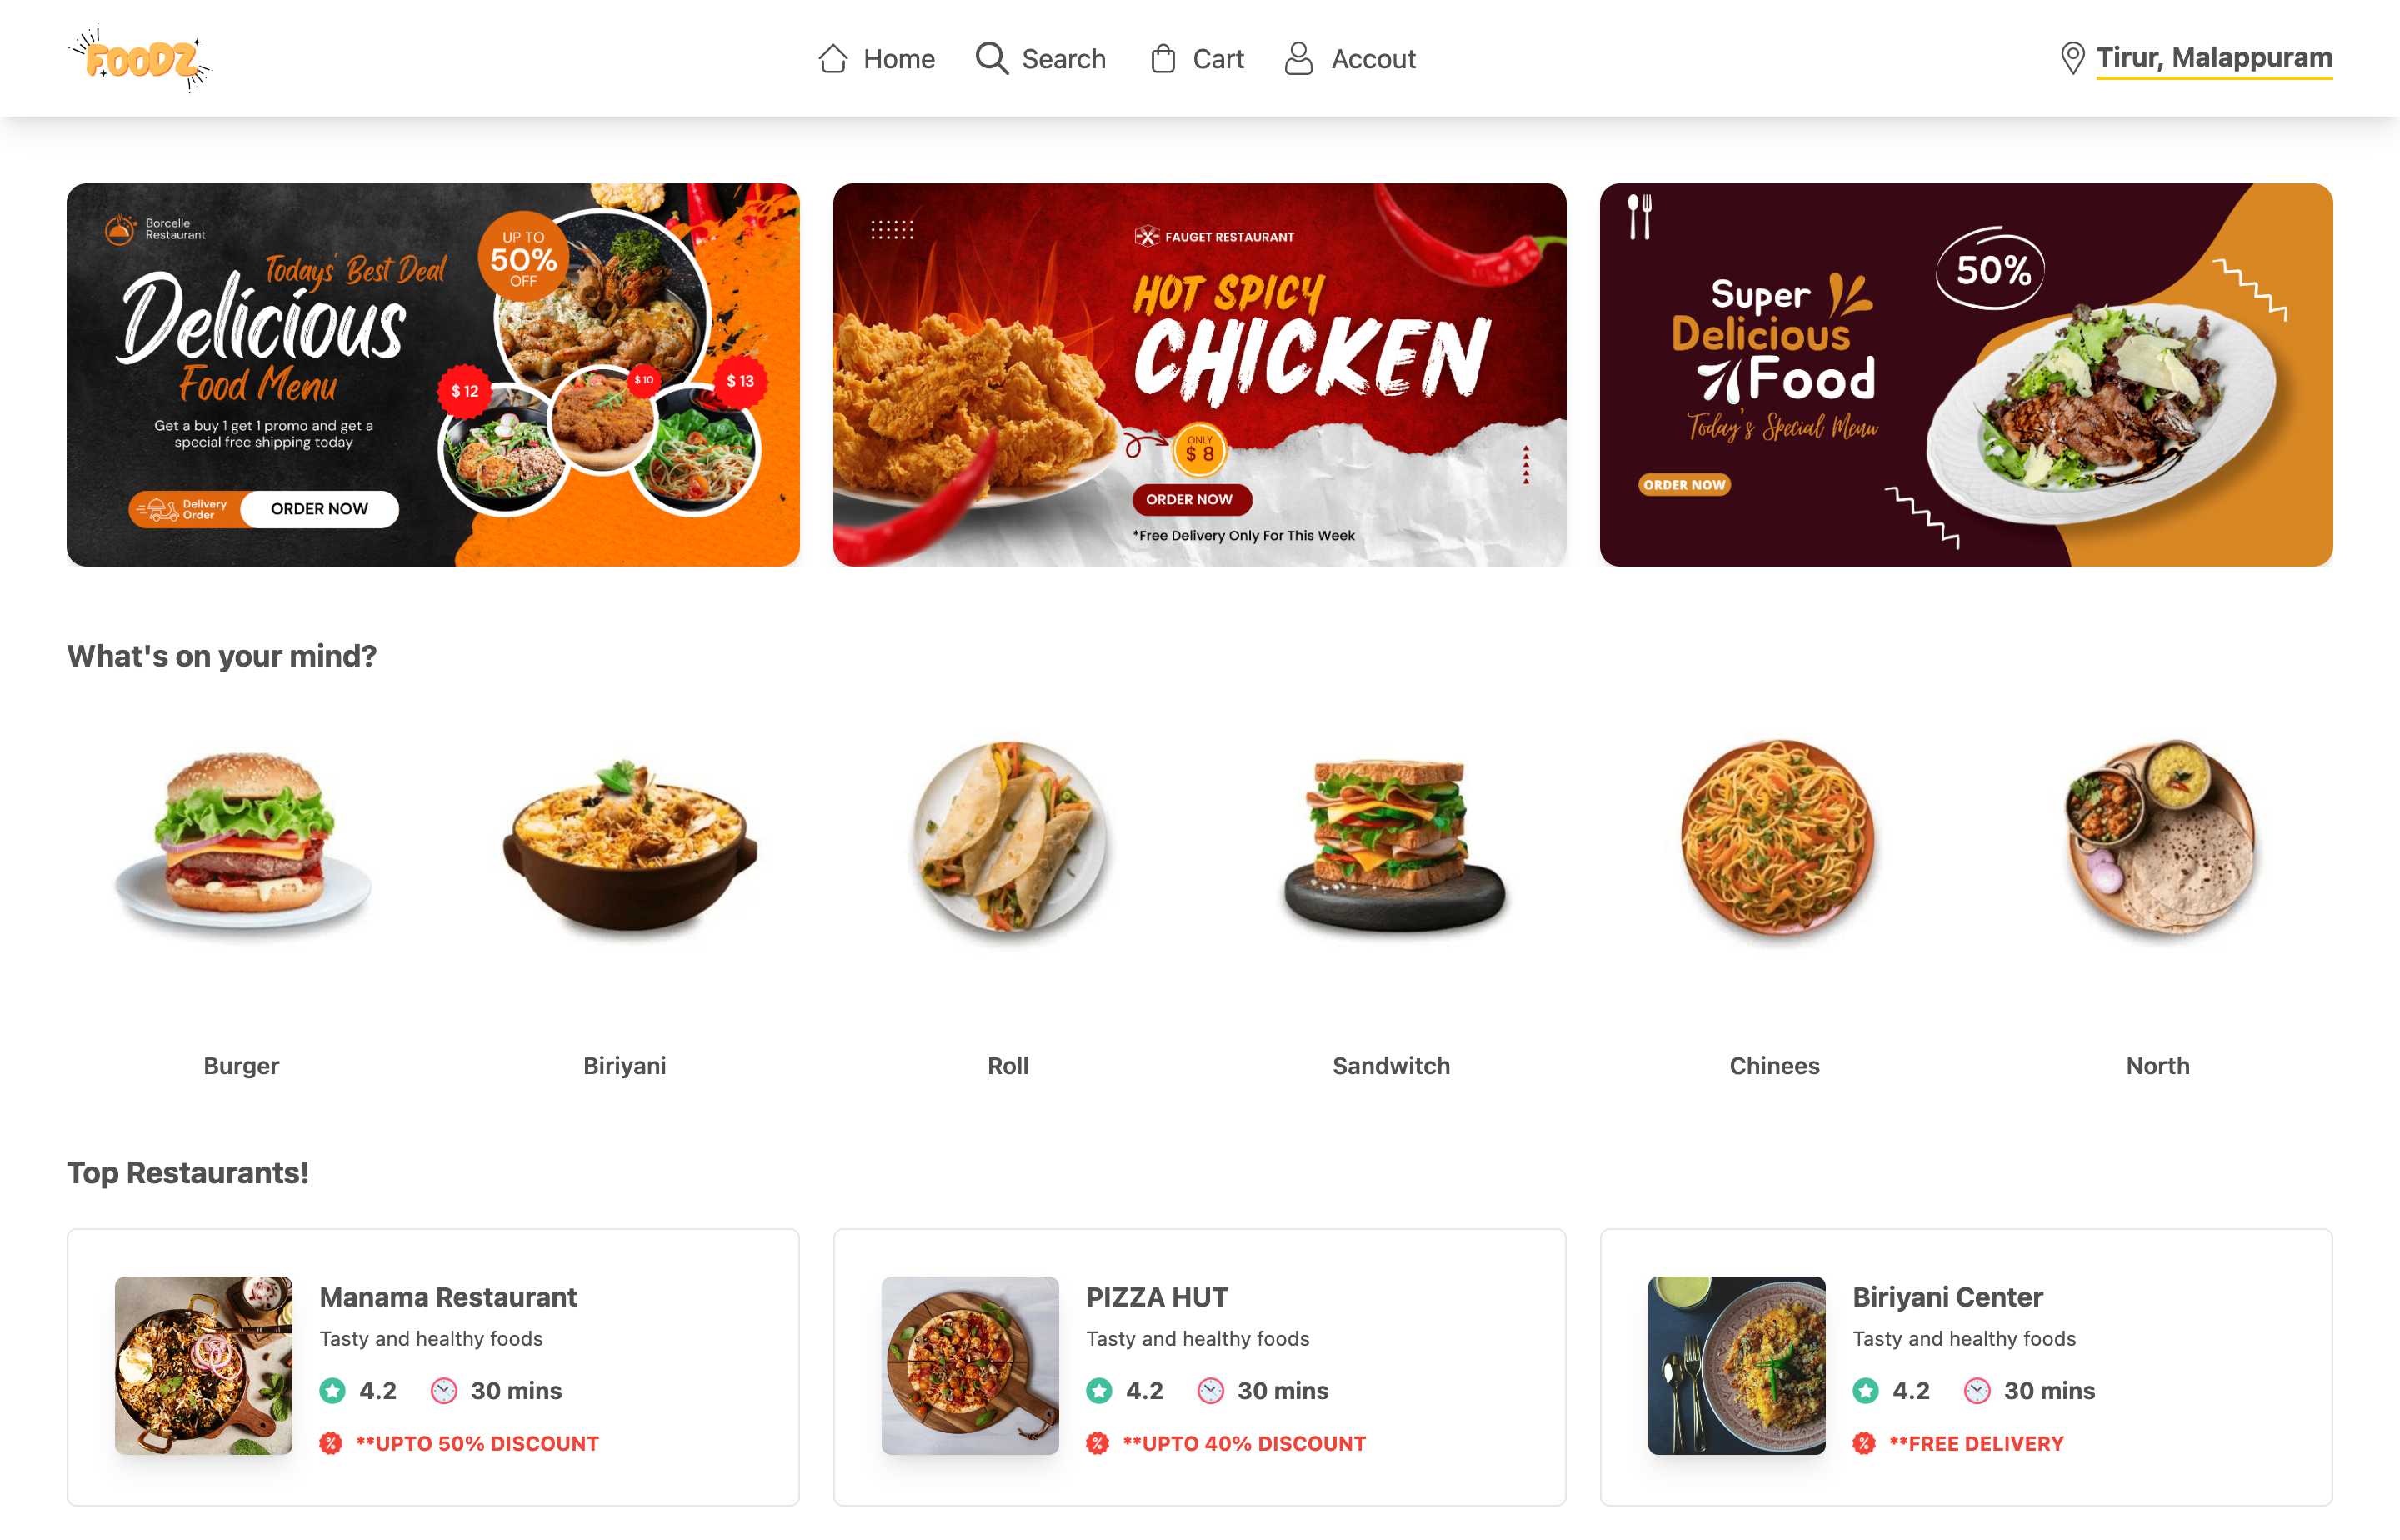 FOODZ
Home
Search
Cart
Accout
Tirur, Malappuram
Borcelle
Restaurant
Todays' Best Deal
Delicious
Food Menu
Get a buy 1 get 1 promo and get a
special free shipping today
Delivery
Order
ORDER NOW
UP TO
50%
OFF
$ 12
$ 10
$ 13
FAUGET RESTAURANT
HOT SPICY
CHICKEN
ONLY
$ 8
ORDER NOW
*Free Delivery Only For This Week
50%
Super
Delicious
Food
Today's Special Menu
ORDER NOW
What's on your mind?
Burger
Biriyani
Roll
Sandwitch
Chinees
North
Top Restaurants!
Manama Restaurant
Tasty and healthy foods
4.2
30 mins
**UPTO 50% DISCOUNT
PIZZA HUT
Tasty and healthy foods
4.2
30 mins
**UPTO 40% DISCOUNT
Biriyani Center
Tasty and healthy foods
4.2
30 mins
**FREE DELIVERY